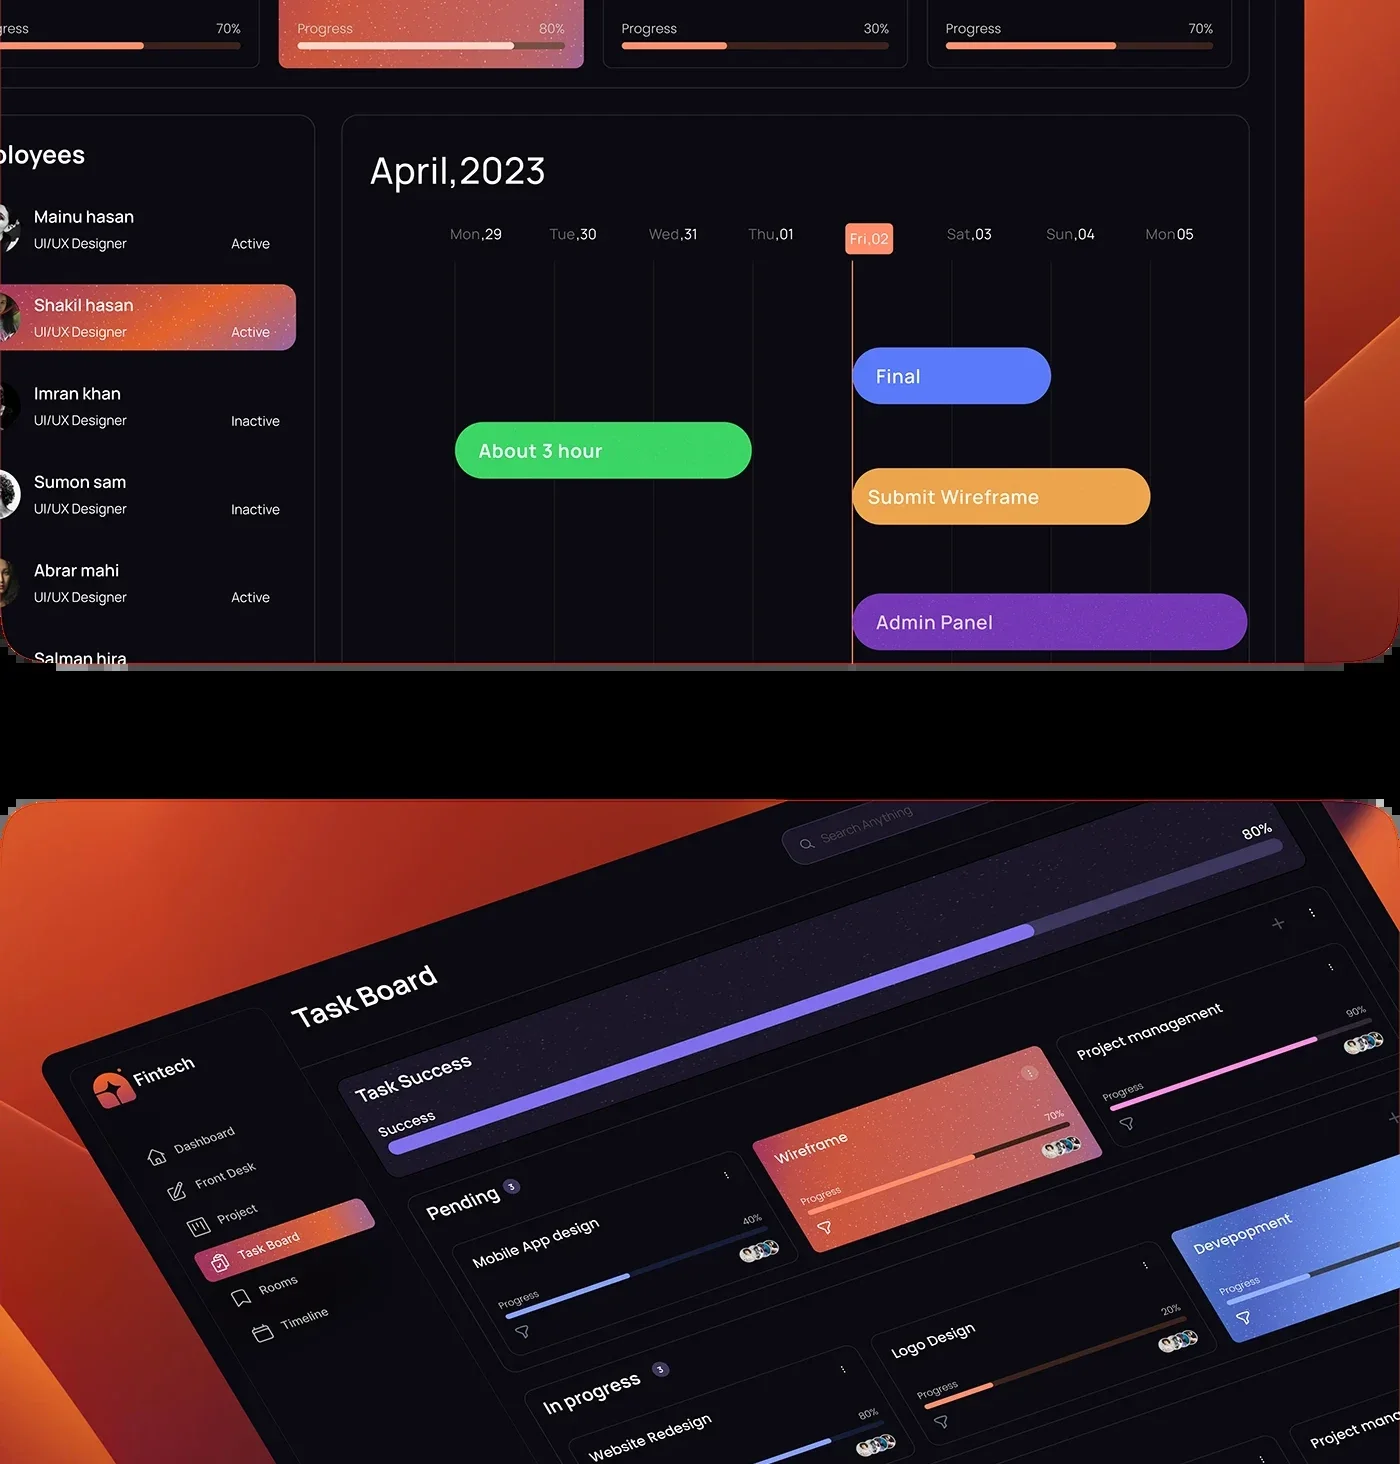 ress 70%
Progress 80%
Progress 30%
Progress 70%
ployees
Mainu hasan
UI/UX Designer Active
Shakil hasan
UI/UX Designer Active
Imran khan
UI/UX Designer Inactive
Sumon sam
UI/UX Designer Inactive
Abrar mahi
UI/UX Designer Active
Salman hira
April,2023
Mon,29 Tue,30 Wed,31 Thu,01 Fri,02 Sat,03 Sun,04 Mon05
Final
About 3 hour
Submit Wireframe
Admin Panel
Search Anything
Task Board
Fintech
Dashboard
Front Desk
Project
Task Board
Rooms
Timeline
Task Success
Success
80%
Pending 3
Mobile App design
40%
Progress
Wireframe
70%
Progress
Project management
90%
Progress
In progress 3
Website Redesign
80%
Logo Design
20%
Progress
Devepopment
Progress
Project mana